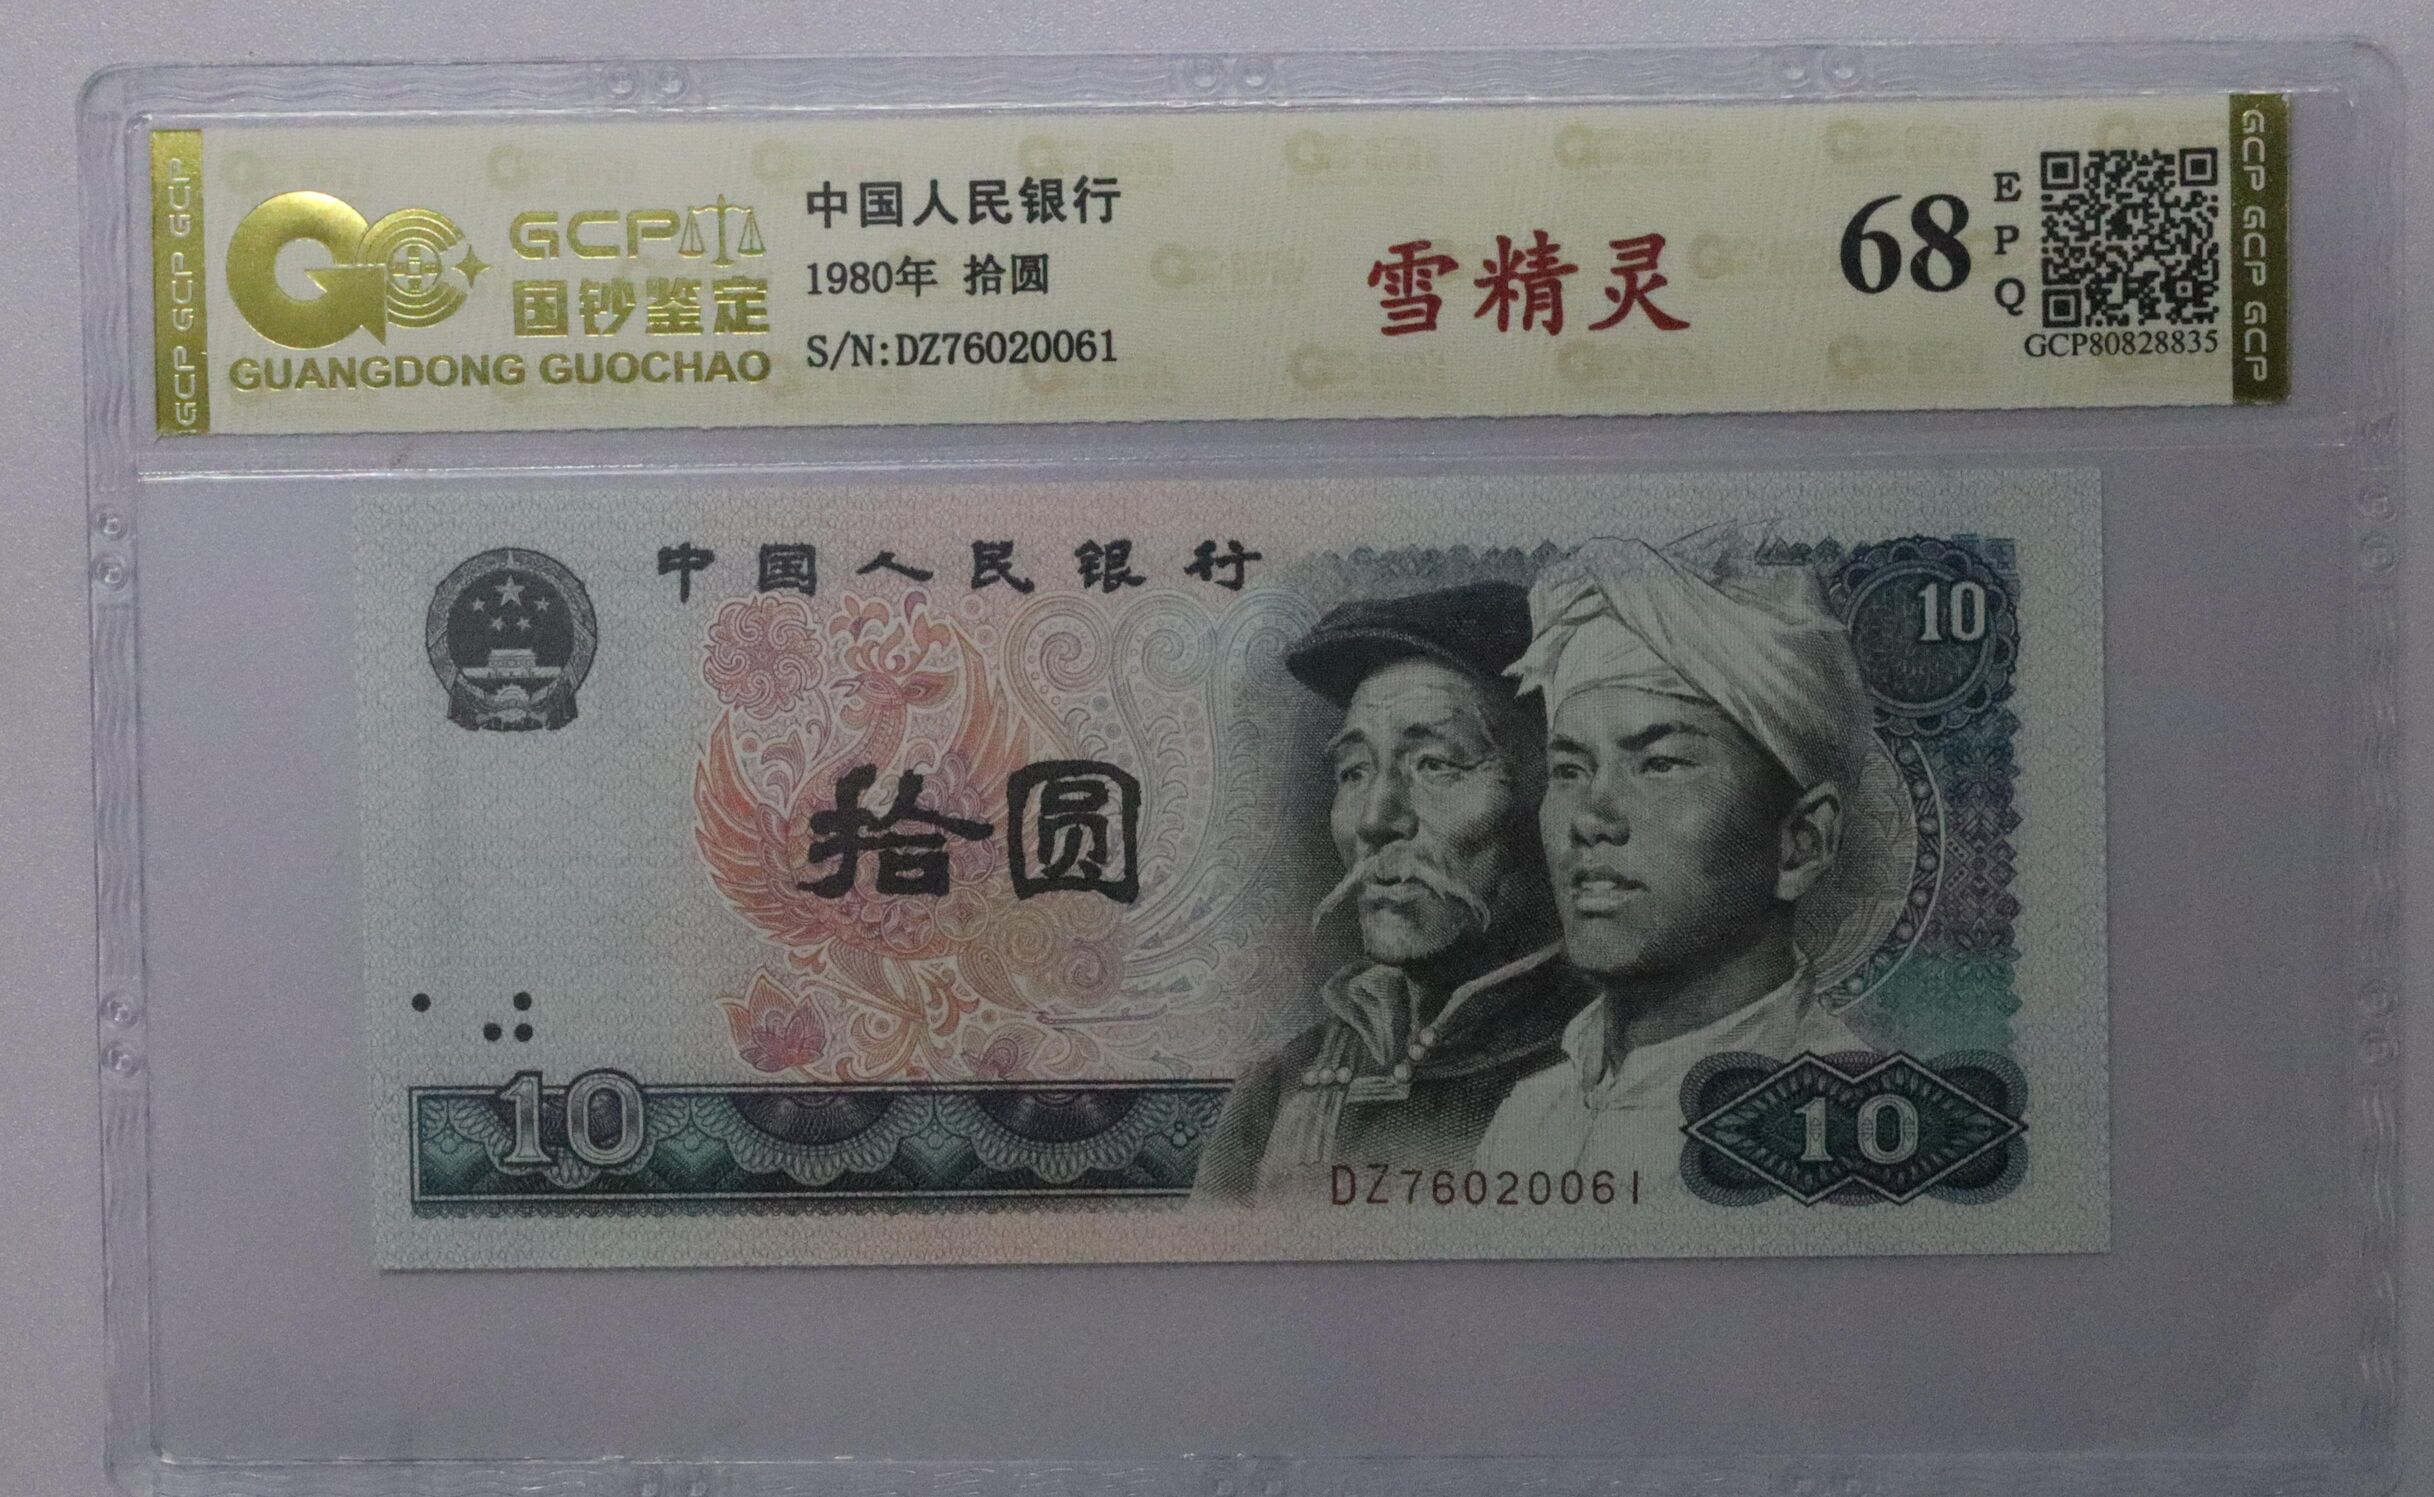 GCP GCP GCP
GCP
国钞鉴定
GUANGDONG GUOCHAO
中国人民银行
1980年 拾圆
S/N:DZ76020061
雪精灵
68
EPQ
GCP80828835
GCP GCP GCP
中国人民银行
10
拾圆
10
10
DZ76020061